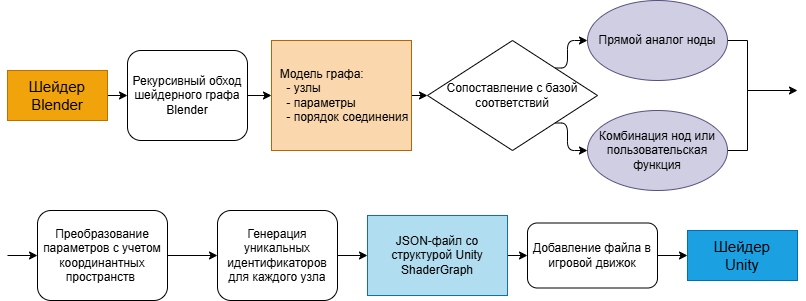 Шейдер
Blender
Рекурсивный обход
шейдерного графа
Blender
Модель графа:
- узлы
- параметры
- порядок соединения
Сопоставление с базой
соответствий
Прямой аналог ноды
Комбинация нод или
пользовательская
функция
Преобразование
параметров с учетом
координантных
пространств
Генерация
уникальных
идентификаторов
для каждого узла
JSON-файл со
структурой Unity
ShaderGraph
Добавление файла в
игровой движок
Шейдер
Unity